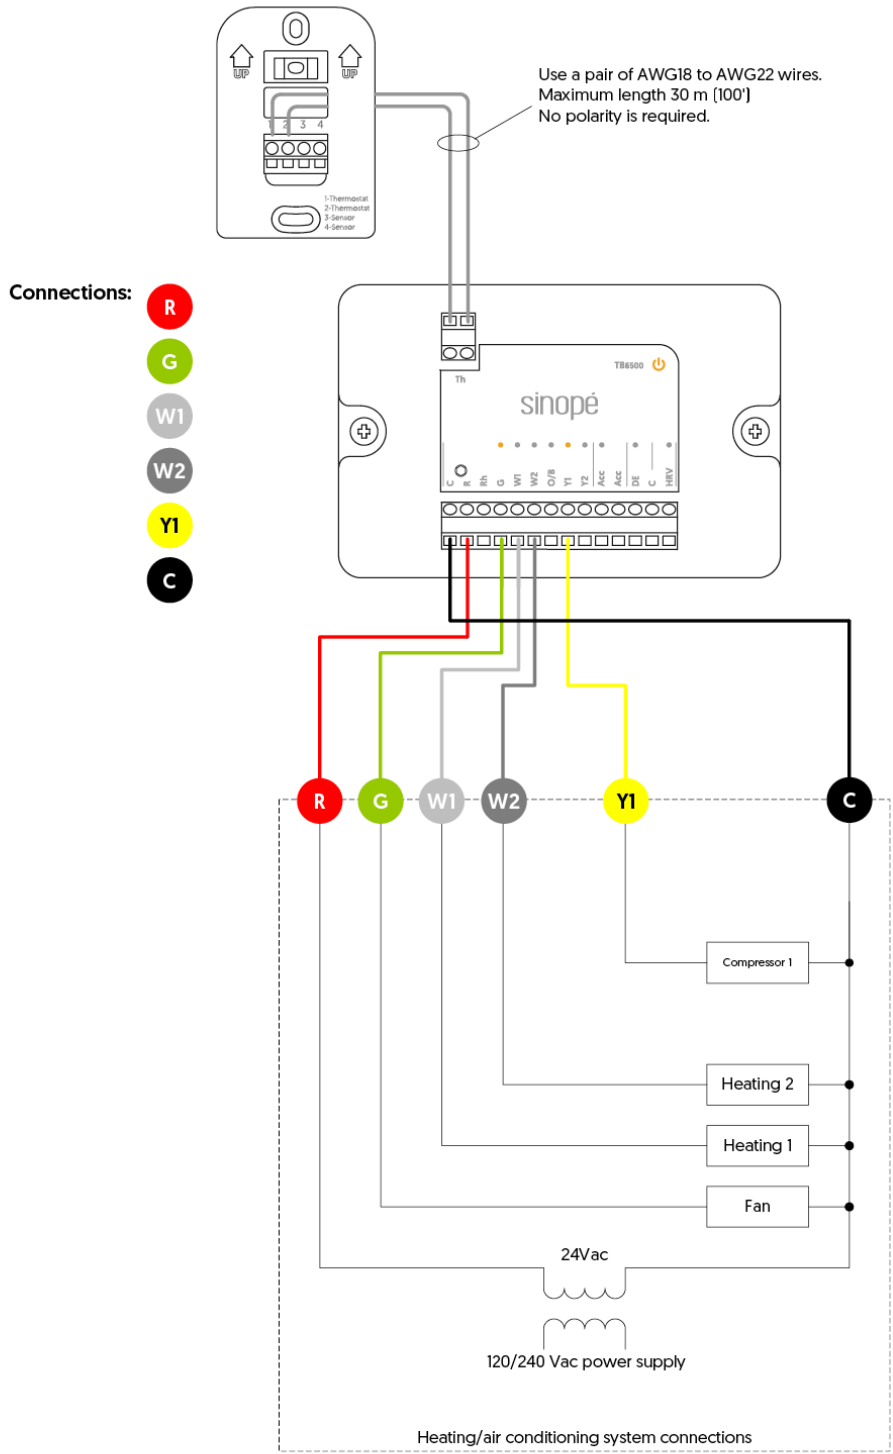 UP
UP
1 2 3 4
1-Thermostat
2-Thermostat
3-Sensor
4-Sensor
Use a pair of AWG18 to AWG22 wires.
Maximum length 30 m (100')
No polarity is required.
Connections:
R
G
W1
W2
Y1
C
Th
TB6500
sinopé
C
R
Rh
G
W1
W2
O/B
Y1
Y2
Acc
Acc
DE
C
HRV
R
G
W1
W2
Y1
C
Compressor 1
Heating 2
Heating 1
Fan
24Vac
120/240 Vac power supply
Heating/air conditioning system connections